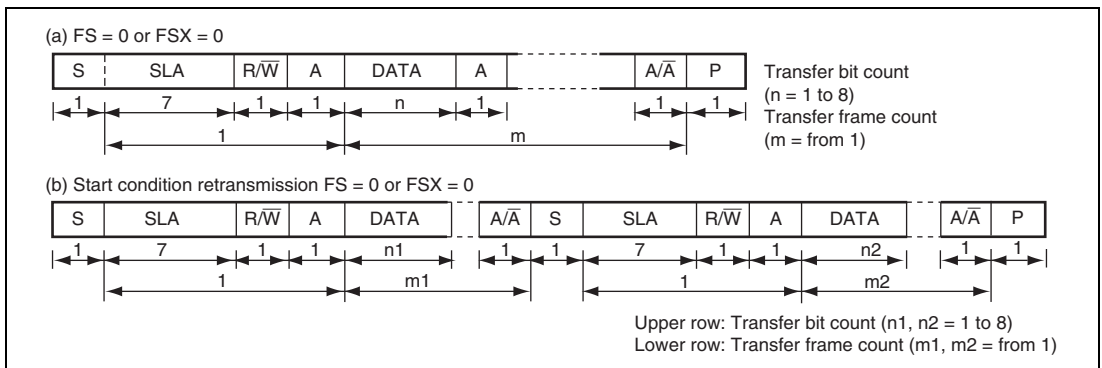 (a) FS = 0 or FSX = 0
S SLA R/W̅ A DATA A A/A̅ P
1 7 1 1 n 1 1 1
1 m
Transfer bit count
(n = 1 to 8)
Transfer frame count
(m = from 1)
(b) Start condition retransmission FS = 0 or FSX = 0
S SLA R/W̅ A DATA A/A̅ S SLA R/W̅ A DATA A/A̅ P
1 7 1 1 n1 1 1 7 1 1 n2 1 1
1 m1 1 m2
Upper row: Transfer bit count (n1, n2 = 1 to 8)
Lower row: Transfer frame count (m1, m2 = from 1)